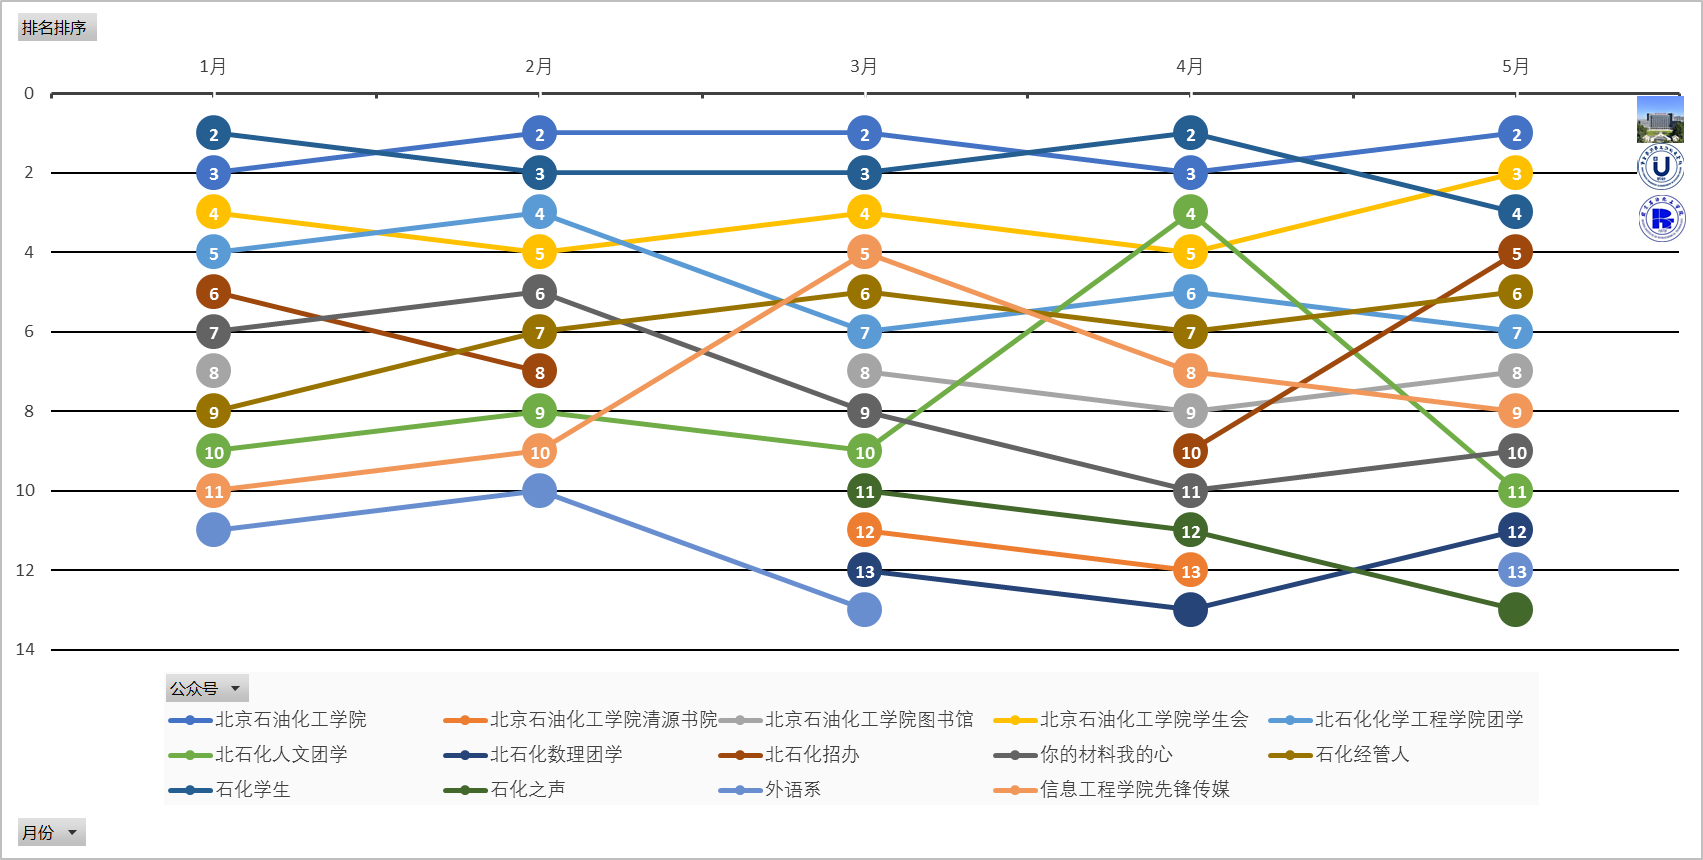 排名排序
1月 2月 3月 4月 5月
0
2 2 2 2 2
2 3 3 3 3 3
4 4 4 4 4
4 5 5 5 5 5
6 6 6 6 6
6 7 7 7 7 7
8 8 8 8 8
8 9 9 9 9 9
10 10 10 10 10
10 11 11 11 11
12 12 12
12 13 13 13
14
公众号
北京石油化工学院 北京石油化工学院清源书院 北京石油化工学院图书馆 北京石油化工学院学生会 北石化化学工程学院团学
北石化人文团学 北石化数理团学 北石化招办 你的材料我的心 石化经管人
石化学生 石化之声 外语系 信息工程学院先锋传媒
月份